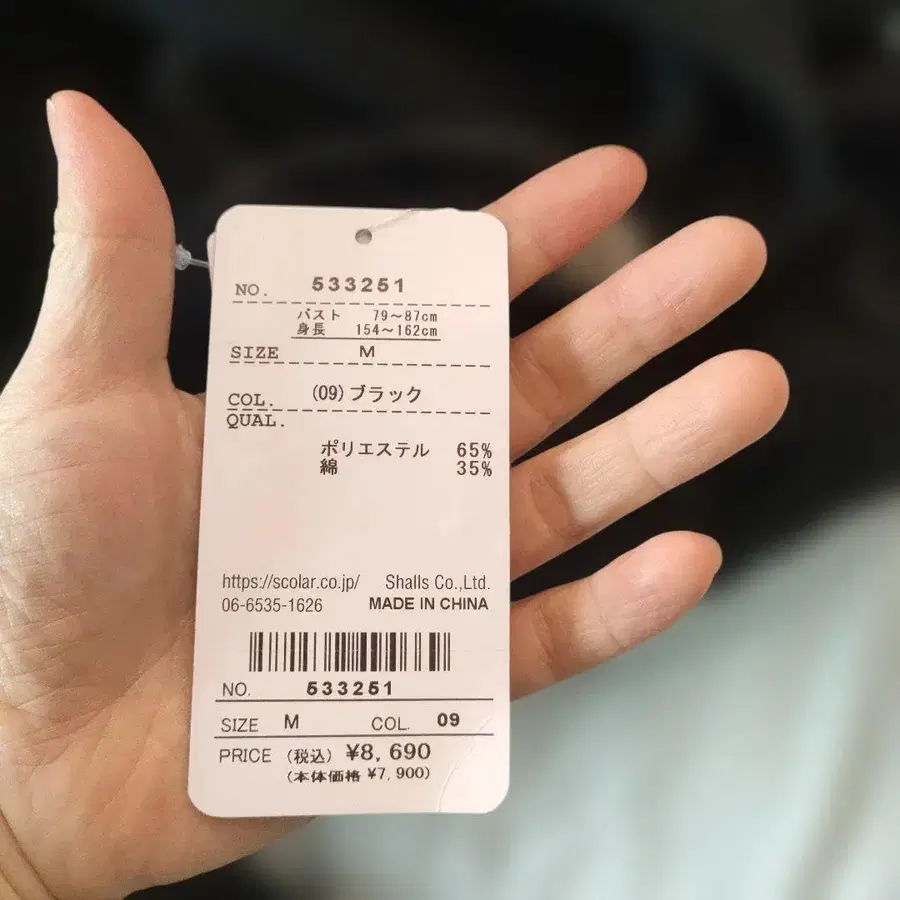 NO. 533251
バスト 79～87cm
身長 154～162cm
SIZE M
COL. (09)ブラック
QUAL.
ポリエステル 65%
綿 35%
https://scolar.co.jp/ Shalls Co.,Ltd.
06-6535-1626 MADE IN CHINA
NO. 533251
SIZE M COL. 09
PRICE (税込) ¥8,690
(本体価格 ¥7,900)